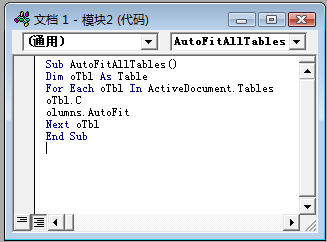 文档 1 - 模块2 (代码)
(通用)
AutoFitAllTables
Sub AutoFitAllTables()
Dim oTbl As Table
For Each oTbl In ActiveDocument.Tables
oTbl.C
olumns.AutoFit
Next oTbl
End Sub